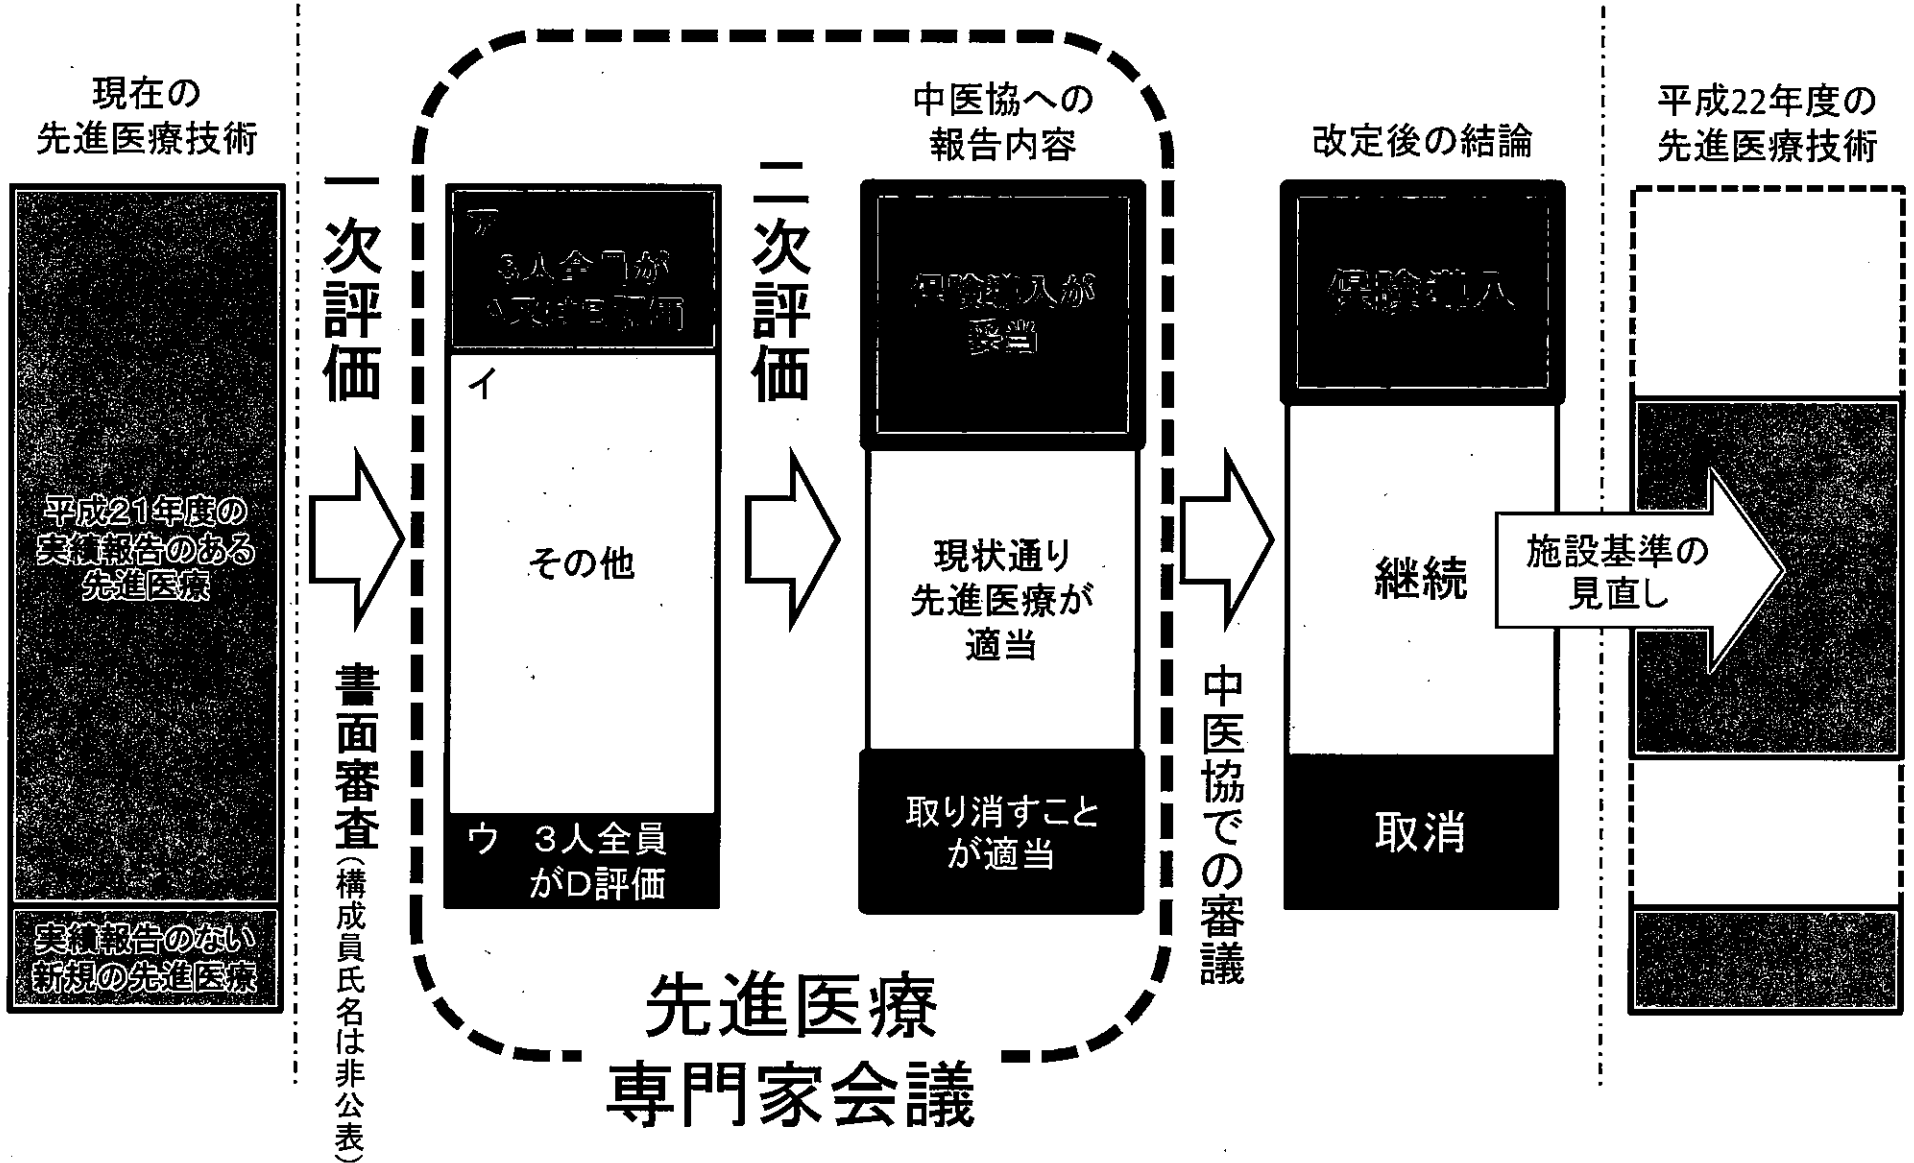 現在の
先進医療技術
平成21年度の
実績報告のある
先進医療
実績報告のない
新規の先進医療
一次評価
書面審査
（構成員氏名は非公表）
ア
3人全員が
評価
イ
その他
ウ 3人全員
がD評価
二次評価
中医協への
報告内容
保険導入が
妥当
現状通り
先進医療が
適当
取り消すこと
が適当
先進医療
専門家会議
中医協での審議
改定後の結論
保険導入
継続
取消
施設基準の
見直し
平成22年度の
先進医療技術